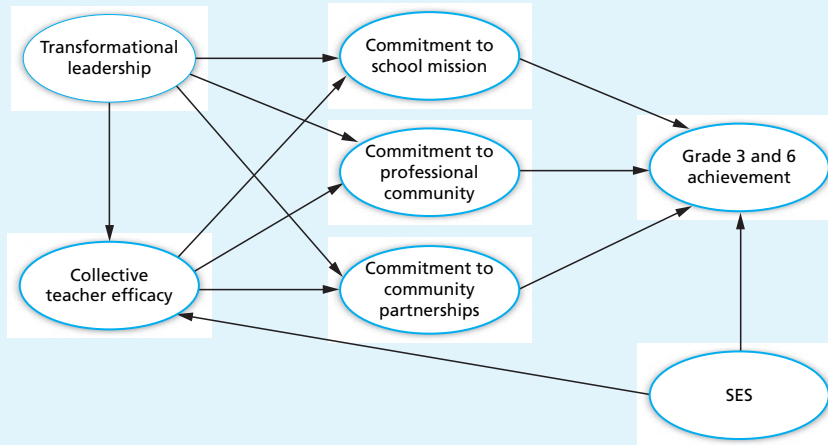 Transformational
leadership
Commitment to
school mission
Commitment to
professional
community
Grade 3 and 6
achievement
Collective
teacher efficacy
Commitment to
community
partnerships
SES